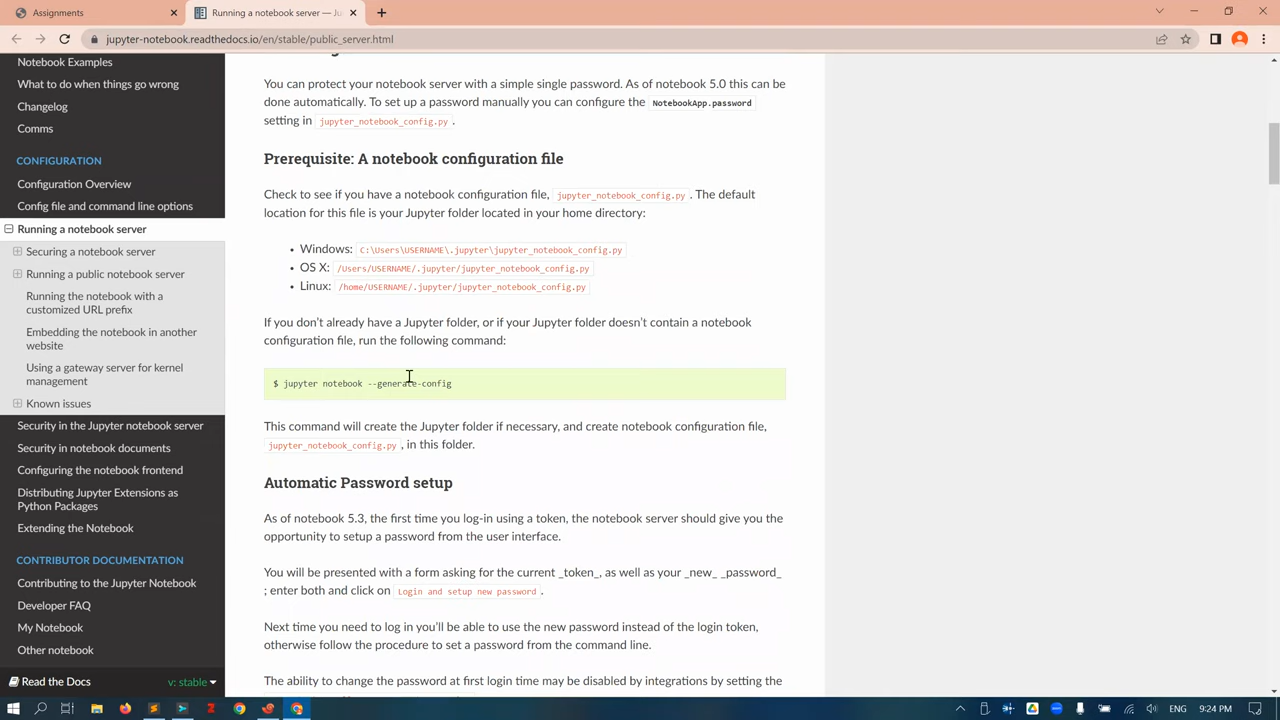 Assignments
Running a notebook server — Jup
jupyter-notebook.readthedocs.io/en/stable/public_server.html
Notebook Examples
What to do when things go wrong
Changelog
Comms
CONFIGURATION
Configuration Overview
Config file and command line options
Running a notebook server
Securing a notebook server
Running a public notebook server
Running the notebook with a
customized URL prefix
Embedding the notebook in another
website
Using a gateway server for kernel
management
Known issues
Security in the Jupyter notebook server
Security in notebook documents
Configuring the notebook frontend
Distributing Jupyter Extensions as
Python Packages
Extending the Notebook
CONTRIBUTOR DOCUMENTATION
Contributing to the Jupyter Notebook
Developer FAQ
My Notebook
Other notebook
Read the Docs v: stable
You can protect your notebook server with a simple single password. As of notebook 5.0 this can be
done automatically. To set up a password manually you can configure the NotebookApp.password
setting in jupyter_notebook_config.py .
Prerequisite: A notebook configuration file
Check to see if you have a notebook configuration file, jupyter_notebook_config.py . The default
location for this file is your Jupyter folder located in your home directory:
• Windows: C:\Users\USERNAME\.jupyter\jupyter_notebook_config.py
• OS X: /Users/USERNAME/.jupyter/jupyter_notebook_config.py
• Linux: /home/USERNAME/.jupyter/jupyter_notebook_config.py
If you don't already have a Jupyter folder, or if your Jupyter folder doesn't contain a notebook
configuration file, run the following command:
$ jupyter notebook --generate-config
This command will create the Jupyter folder if necessary, and create notebook configuration file,
jupyter_notebook_config.py , in this folder.
Automatic Password setup
As of notebook 5.3, the first time you log-in using a token, the notebook server should give you the
opportunity to setup a password from the user interface.
You will be presented with a form asking for the current _token_, as well as your _new_ _password_
; enter both and click on Login and setup new password .
Next time you need to log in you'll be able to use the new password instead of the login token,
otherwise follow the procedure to set a password from the command line.
The ability to change the password at first login time may be disabled by integrations by setting the
ENG 9:24 PM